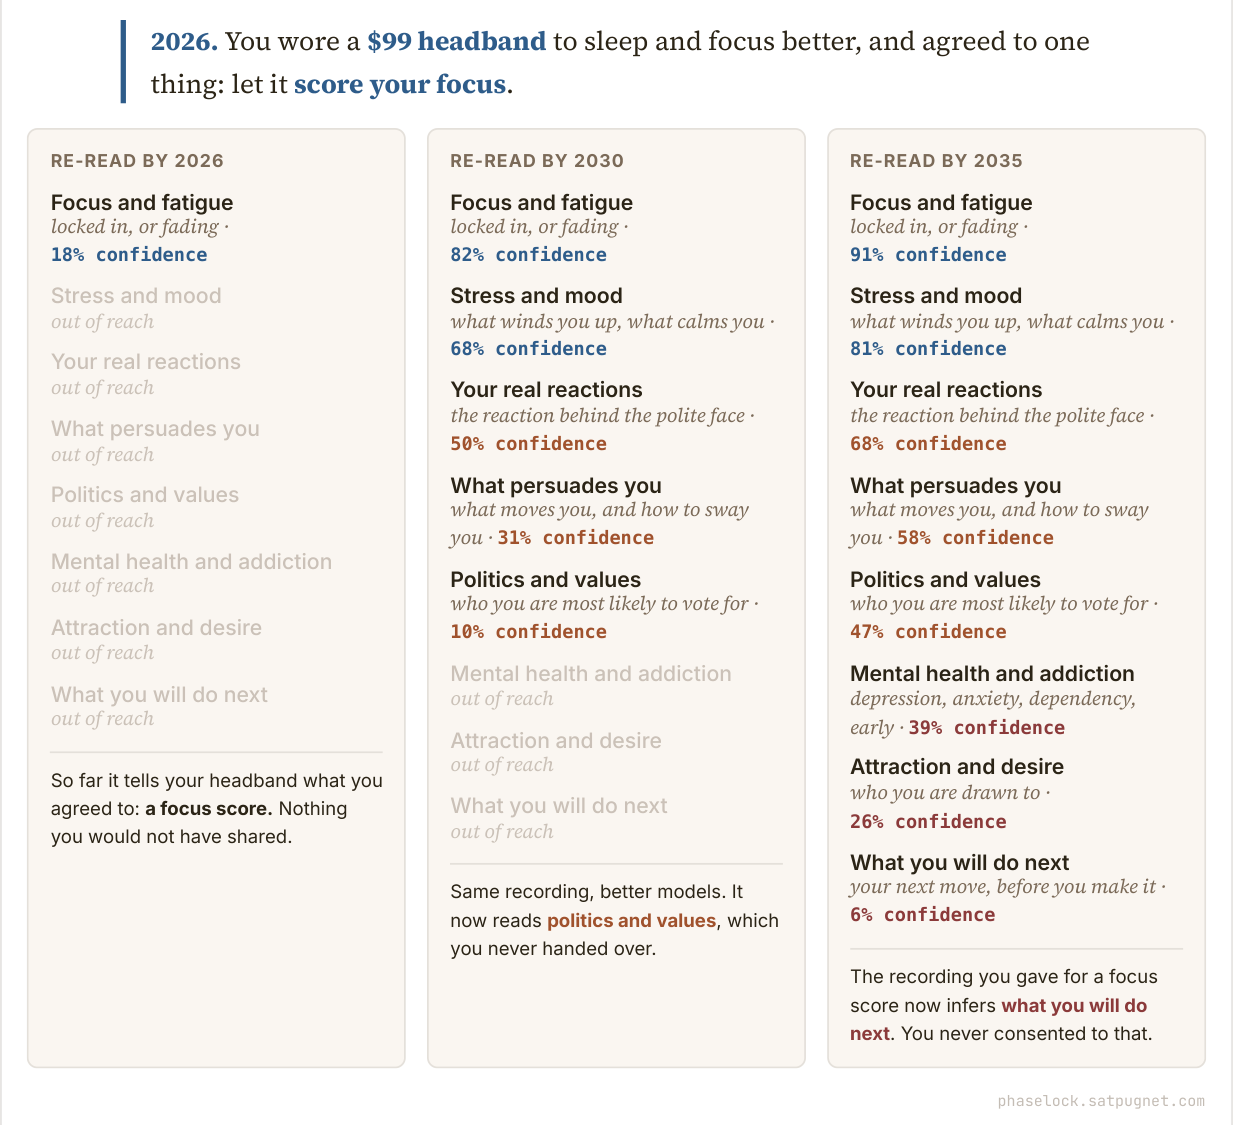 2026. You wore a $99 headband to sleep and focus better, and agreed to one
thing: let it score your focus.
RE-READ BY 2026
Focus and fatigue
locked in, or fading ·
18% confidence
Stress and mood
out of reach
Your real reactions
out of reach
What persuades you
out of reach
Politics and values
out of reach
Mental health and addiction
out of reach
Attraction and desire
out of reach
What you will do next
out of reach
So far it tells your headband what you
agreed to: a focus score. Nothing
you would not have shared.
RE-READ BY 2030
Focus and fatigue
locked in, or fading ·
82% confidence
Stress and mood
what winds you up, what calms you ·
68% confidence
Your real reactions
the reaction behind the polite face ·
50% confidence
What persuades you
what moves you, and how to sway
you · 31% confidence
Politics and values
who you are most likely to vote for ·
10% confidence
Mental health and addiction
out of reach
Attraction and desire
out of reach
What you will do next
out of reach
Same recording, better models. It
now reads politics and values, which
you never handed over.
RE-READ BY 2035
Focus and fatigue
locked in, or fading ·
91% confidence
Stress and mood
what winds you up, what calms you ·
81% confidence
Your real reactions
the reaction behind the polite face ·
68% confidence
What persuades you
what moves you, and how to sway
you · 58% confidence
Politics and values
who you are most likely to vote for ·
47% confidence
Mental health and addiction
depression, anxiety, dependency,
early · 39% confidence
Attraction and desire
who you are drawn to ·
26% confidence
What you will do next
your next move, before you make it ·
6% confidence
The recording you gave for a focus
score now infers what you will do
next. You never consented to that.
phaselock.satpugnet.com